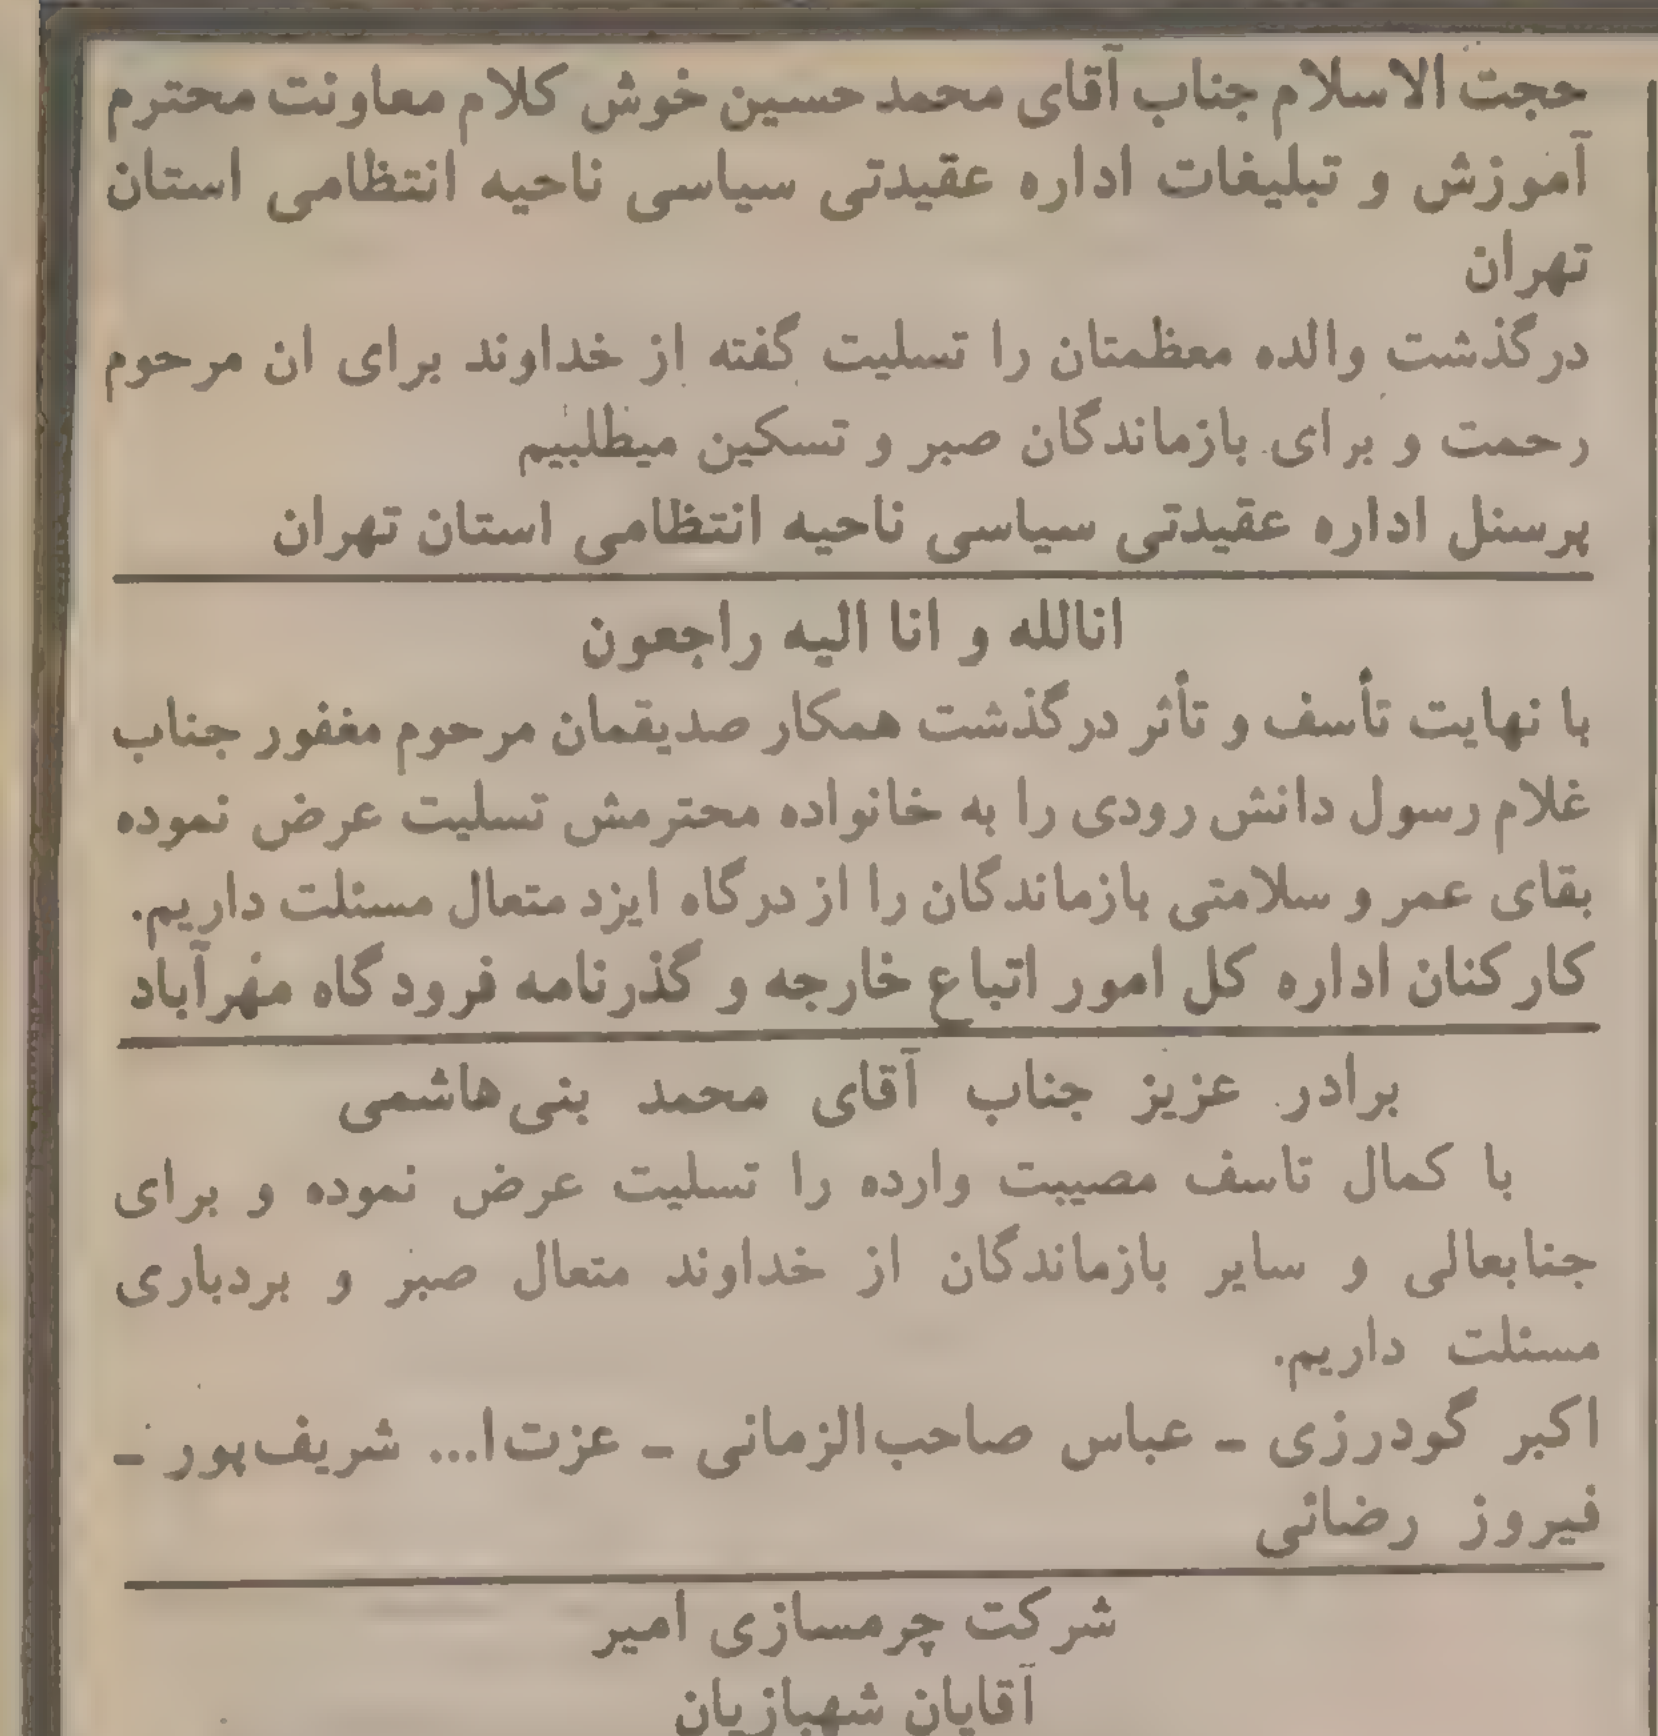 حجت الاسلام جناب آقای محمد حسین خوش کلام معاونت محترم
آموزش و تبلیغات اداره عقیدتی سیاسی ناحیه انتظامی استان
تهران
درگذشت والده معظمتان را تسلیت گفته از خداوند برای ان مرحوم
رحمت و برای بازماندگان صبر و تسکین میطلبیم
پرسنل اداره عقیدتی سیاسی ناحیه انتظامی استان تهران
انالله و انا الیه راجعون
با نهایت تأسف و تأثر درگذشت همکار صدیقمان مرحوم مغفور جناب
غلام رسول دانش رودی را به خانواده محترمش تسلیت عرض نموده
بقای عمر و سلامتی بازماندگان را از درگاه ایزد متعال مسئلت داریم.
کارکنان اداره کل امور اتباع خارجه و گذرنامه فرودگاه مهرآباد
برادر عزیز جناب آقای محمد بنی‌هاشمی
با کمال تاسف مصیبت وارده را تسلیت عرض نموده و برای
جنابعالی و سایر بازماندگان از خداوند متعال صبر و بردباری
مسئلت داریم.
اکبر گودرزی ـ عباس صاحب‌الزمانی ـ عزت‌ا... شریف‌پور ـ
فیروز رضائی
شرکت چرمسازی امیر
آقایان شهبازیان